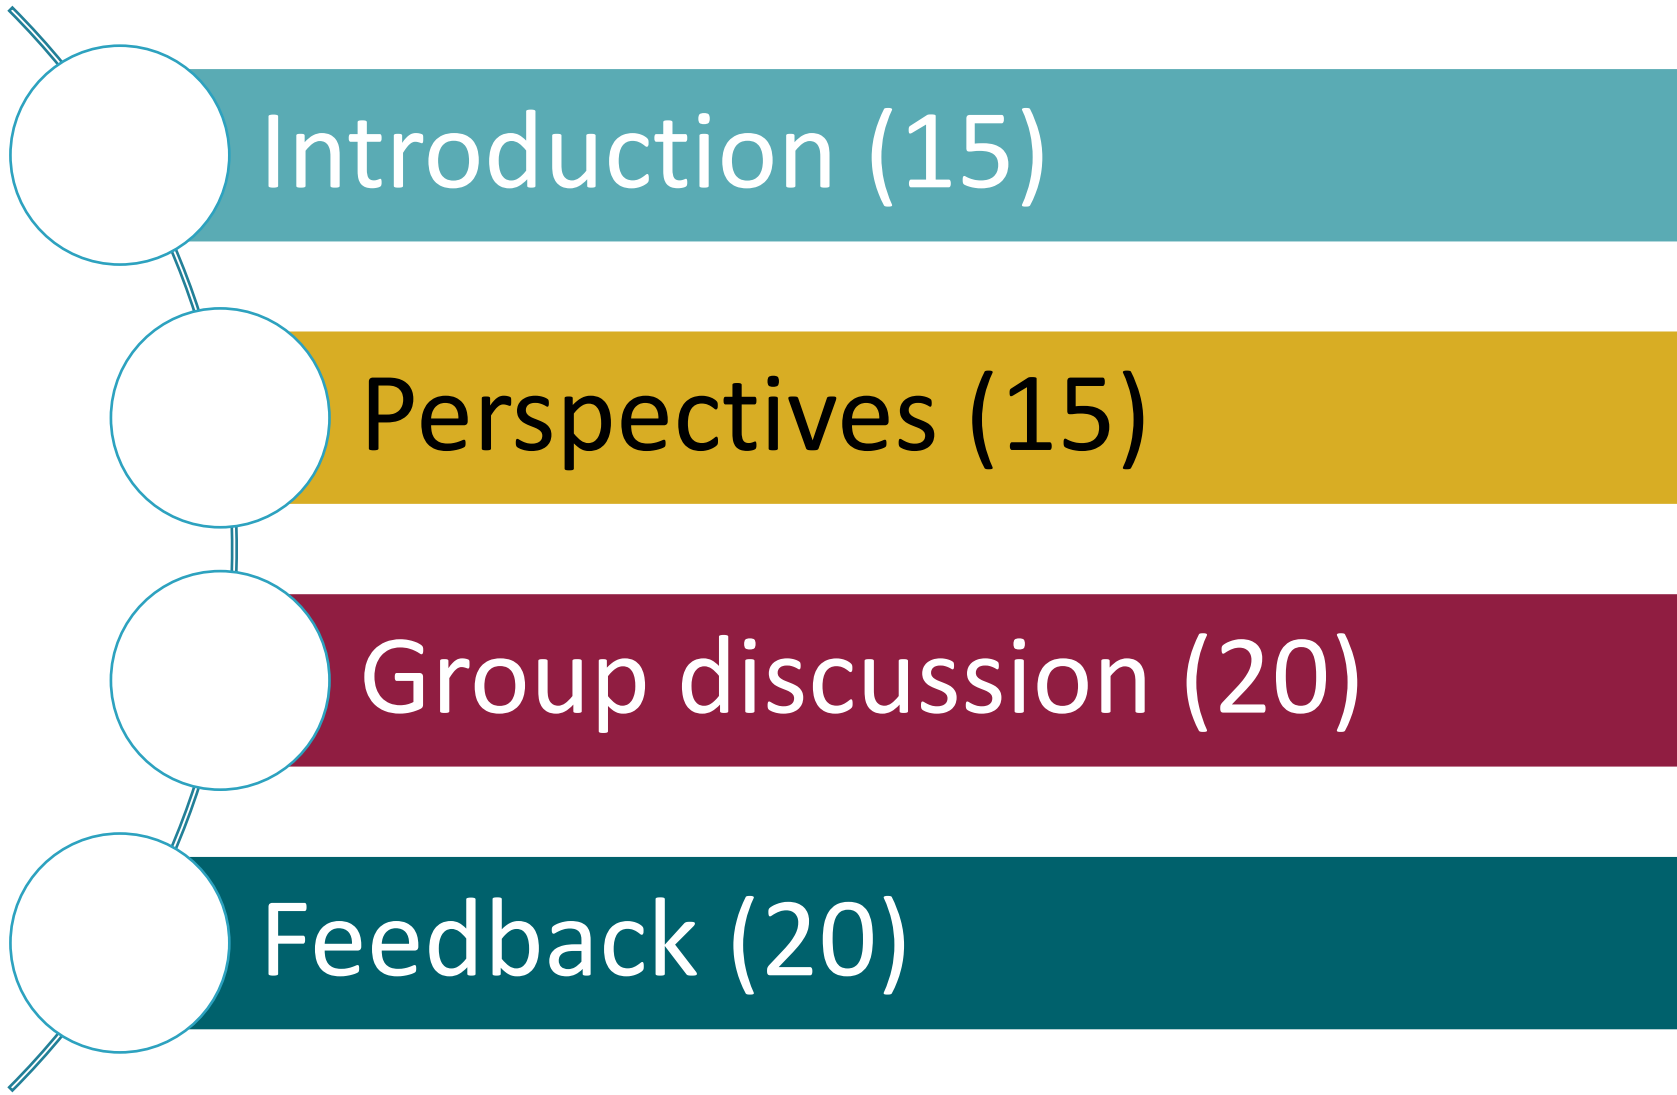 Introduction (15)
Perspectives (15)
Group discussion (20)
Feedback (20)